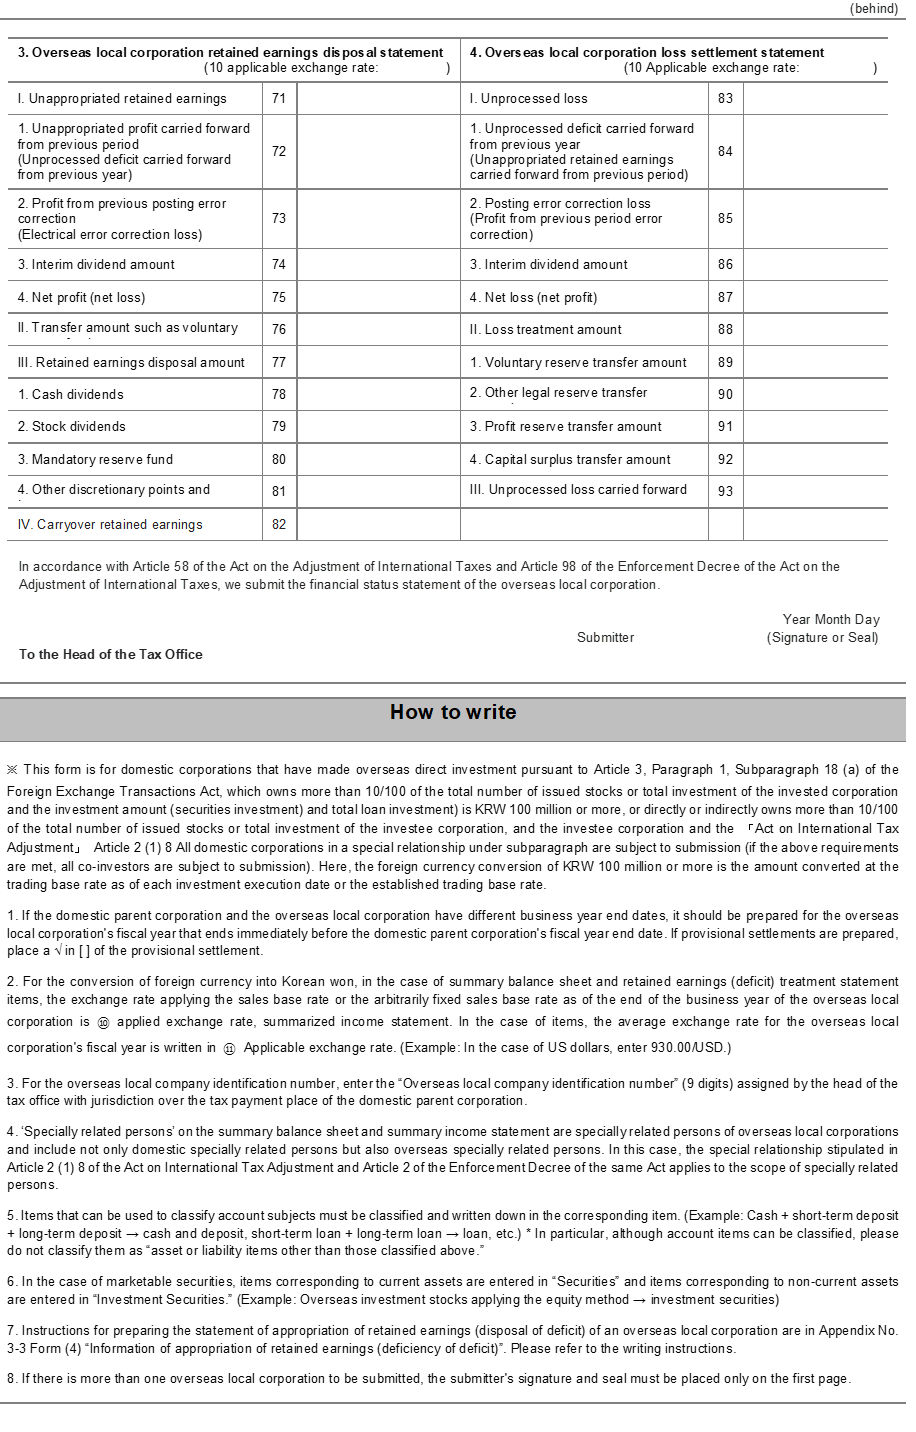 (behind)
3. Overseas local corporation retained earnings disposal statement
(10 applicable exchange rate: )
4. Overseas local corporation loss settlement statement
(10 Applicable exchange rate: )
I. Unappropriated retained earnings 71
I. Unprocessed loss 83
1. Unappropriated profit carried forward
from previous period
(Unprocessed deficit carried forward
from previous year)
72
1. Unprocessed deficit carried forward
from previous year
(Unappropriated retained earnings
carried forward from previous period)
84
2. Profit from previous posting error
correction
(Electrical error correction loss)
73
2. Posting error correction loss
(Profit from previous period error
correction)
85
3. Interim dividend amount 74
3. Interim dividend amount 86
4. Net profit (net loss) 75
4. Net loss (net profit) 87
II. Transfer amount such as voluntary 76
II. Loss treatment amount 88
III. Retained earnings disposal amount 77
1. Voluntary reserve transfer amount 89
1. Cash dividends 78
2. Other legal reserve transfer 90
2. Stock dividends 79
3. Profit reserve transfer amount 91
3. Mandatory reserve fund 80
4. Capital surplus transfer amount 92
4. Other discretionary points and 81
III. Unprocessed loss carried forward 93
IV. Carryover retained earnings 82
In accordance with Article 58 of the Act on the Adjustment of International Taxes and Article 98 of the Enforcement Decree of the Act on the
Adjustment of International Taxes, we submit the financial status statement of the overseas local corporation.
Year Month Day
Submitter (Signature or Seal)
To the Head of the Tax Office
How to write
※ This form is for domestic corporations that have made overseas direct investment pursuant to Article 3, Paragraph 1, Subparagraph 18 (a) of the
Foreign Exchange Transactions Act, which owns more than 10/100 of the total number of issued stocks or total investment of the invested corporation
and the investment amount (securities investment) and total loan investment) is KRW 100 million or more, or directly or indirectly owns more than 10/100
of the total number of issued stocks or total investment of the investee corporation, and the investee corporation and the 「Act on International Tax
Adjustment」 Article 2 (1) 8 All domestic corporations in a special relationship under subparagraph are subject to submission (if the above requirements
are met, all co-investors are subject to submission). Here, the foreign currency conversion of KRW 100 million or more is the amount converted at the
trading base rate as of each investment execution date or the established trading base rate.
1. If the domestic parent corporation and the overseas local corporation have different business year end dates, it should be prepared for the overseas
local corporation's fiscal year that ends immediately before the domestic parent corporation's fiscal year end date. If provisional settlements are prepared,
place a √ in [ ] of the provisional settlement.
2. For the conversion of foreign currency into Korean won, in the case of summary balance sheet and retained earnings (deficit) treatment statement
items, the exchange rate applying the sales base rate or the arbitrarily fixed sales base rate as of the end of the business year of the overseas local
corporation is ⑩ applied exchange rate, summarized income statement. In the case of items, the average exchange rate for the overseas local
corporation's fiscal year is written in ⑪ Applicable exchange rate. (Example: In the case of US dollars, enter 930.00/USD.)
3. For the overseas local company identification number, enter the “Overseas local company identification number” (9 digits) assigned by the head of the
tax office with jurisdiction over the tax payment place of the domestic parent corporation.
4. ‘Specially related persons’ on the summary balance sheet and summary income statement are specially related persons of overseas local corporations
and include not only domestic specially related persons but also overseas specially related persons. In this case, the special relationship stipulated in
Article 2 (1) 8 of the Act on International Tax Adjustment and Article 2 of the Enforcement Decree of the same Act applies to the scope of specially related
persons.
5. Items that can be used to classify account subjects must be classified and written down in the corresponding item. (Example: Cash + short-term deposit
+ long-term deposit → cash and deposit, short-term loan + long-term loan → loan, etc.) * In particular, although account items can be classified, please
do not classify them as “asset or liability items other than those classified above.”
6. In the case of marketable securities, items corresponding to current assets are entered in “Securities” and items corresponding to non-current assets
are entered in “Investment Securities.” (Example: Overseas investment stocks applying the equity method → investment securities)
7. Instructions for preparing the statement of appropriation of retained earnings (disposal of deficit) of an overseas local corporation are in Appendix No.
3-3 Form (4) “Information of appropriation of retained earnings (deficiency of deficit)”. Please refer to the writing instructions.
8. If there is more than one overseas local corporation to be submitted, the submitter's signature and seal must be placed only on the first page.